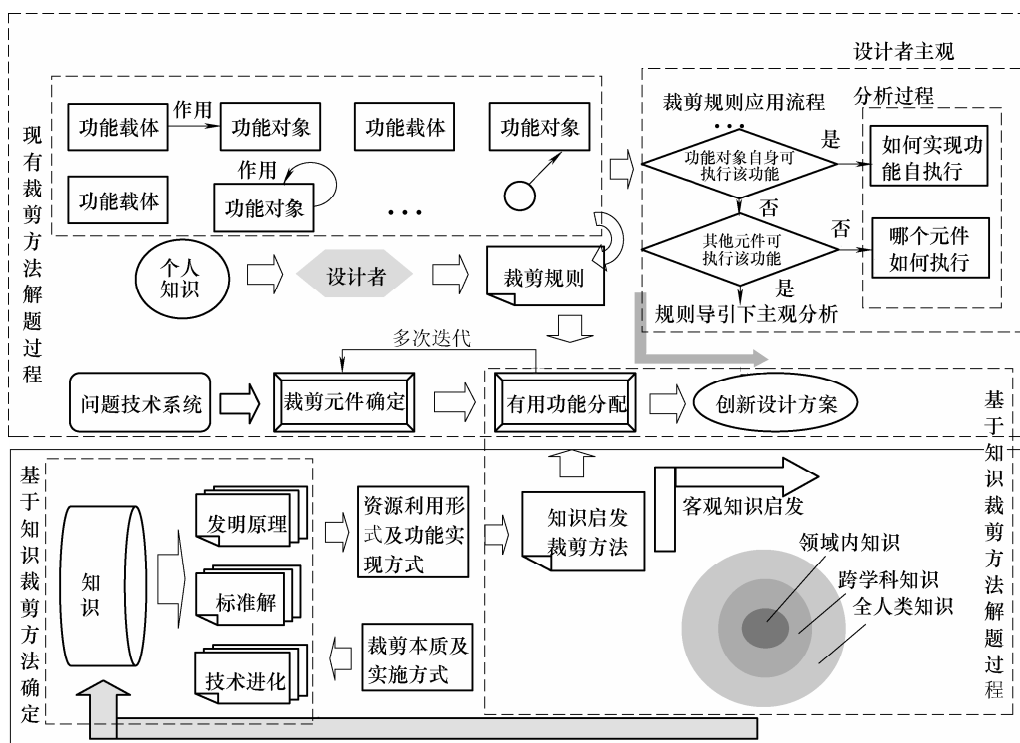 设计者主观
裁剪规则应用流程
分析过程
作用
功能载体
功能对象
功能载体
功能对象
...
是
功能对象自身可
执行该功能
如何实现功
能自执行
现有裁剪方法解题过程
作用
功能载体
功能对象
...
否
其他元件可
执行该功能
否
哪个元件
如何执行
个人
知识
设计者
裁剪规则
是
规则导引下主观分析
多次迭代
问题技术系统
裁剪元件确定
有用功能分配
创新设计方案
基于知识裁剪方法解题过程
基于知识裁剪方法确定
知识
发明原理
标准解
技术进化
资源利用形
式及功能实
现方式
裁剪本质及
实施方式
知识启发
裁剪方法
客观知识启发
领域内知识
跨学科知识
全人类知识